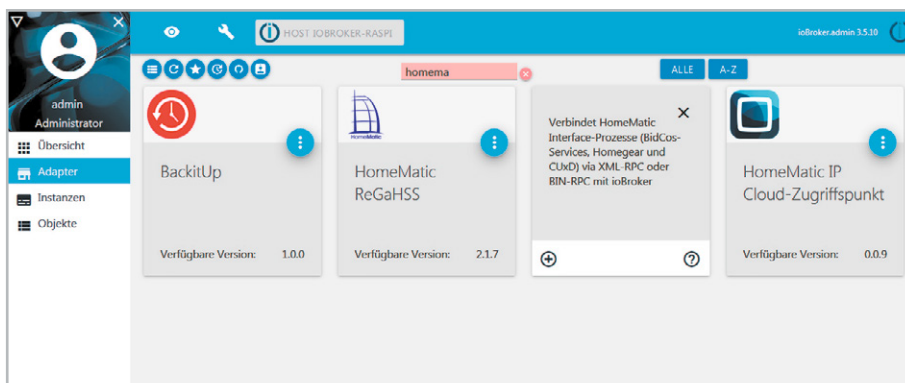 HOST IOBROKER-RASPI
ioBroker.admin 3.5.10
admin
Administrator
Übersicht
Adapter
Instanzen
Objekte
homema
ALLE
A-Z
BackitUp
Verfügbare Version: 1.0.0
HomeMatic
HomeMatic
ReGaHSS
Verfügbare Version: 2.1.7
Verbindet HomeMatic
Interface-Prozesse (BidCos-
Services, Homegear und
CUxD) via XML-RPC oder
BIN-RPC mit ioBroker
HomeMatic IP
Cloud-Zugriffspunkt
Verfügbare Version: 0.0.9